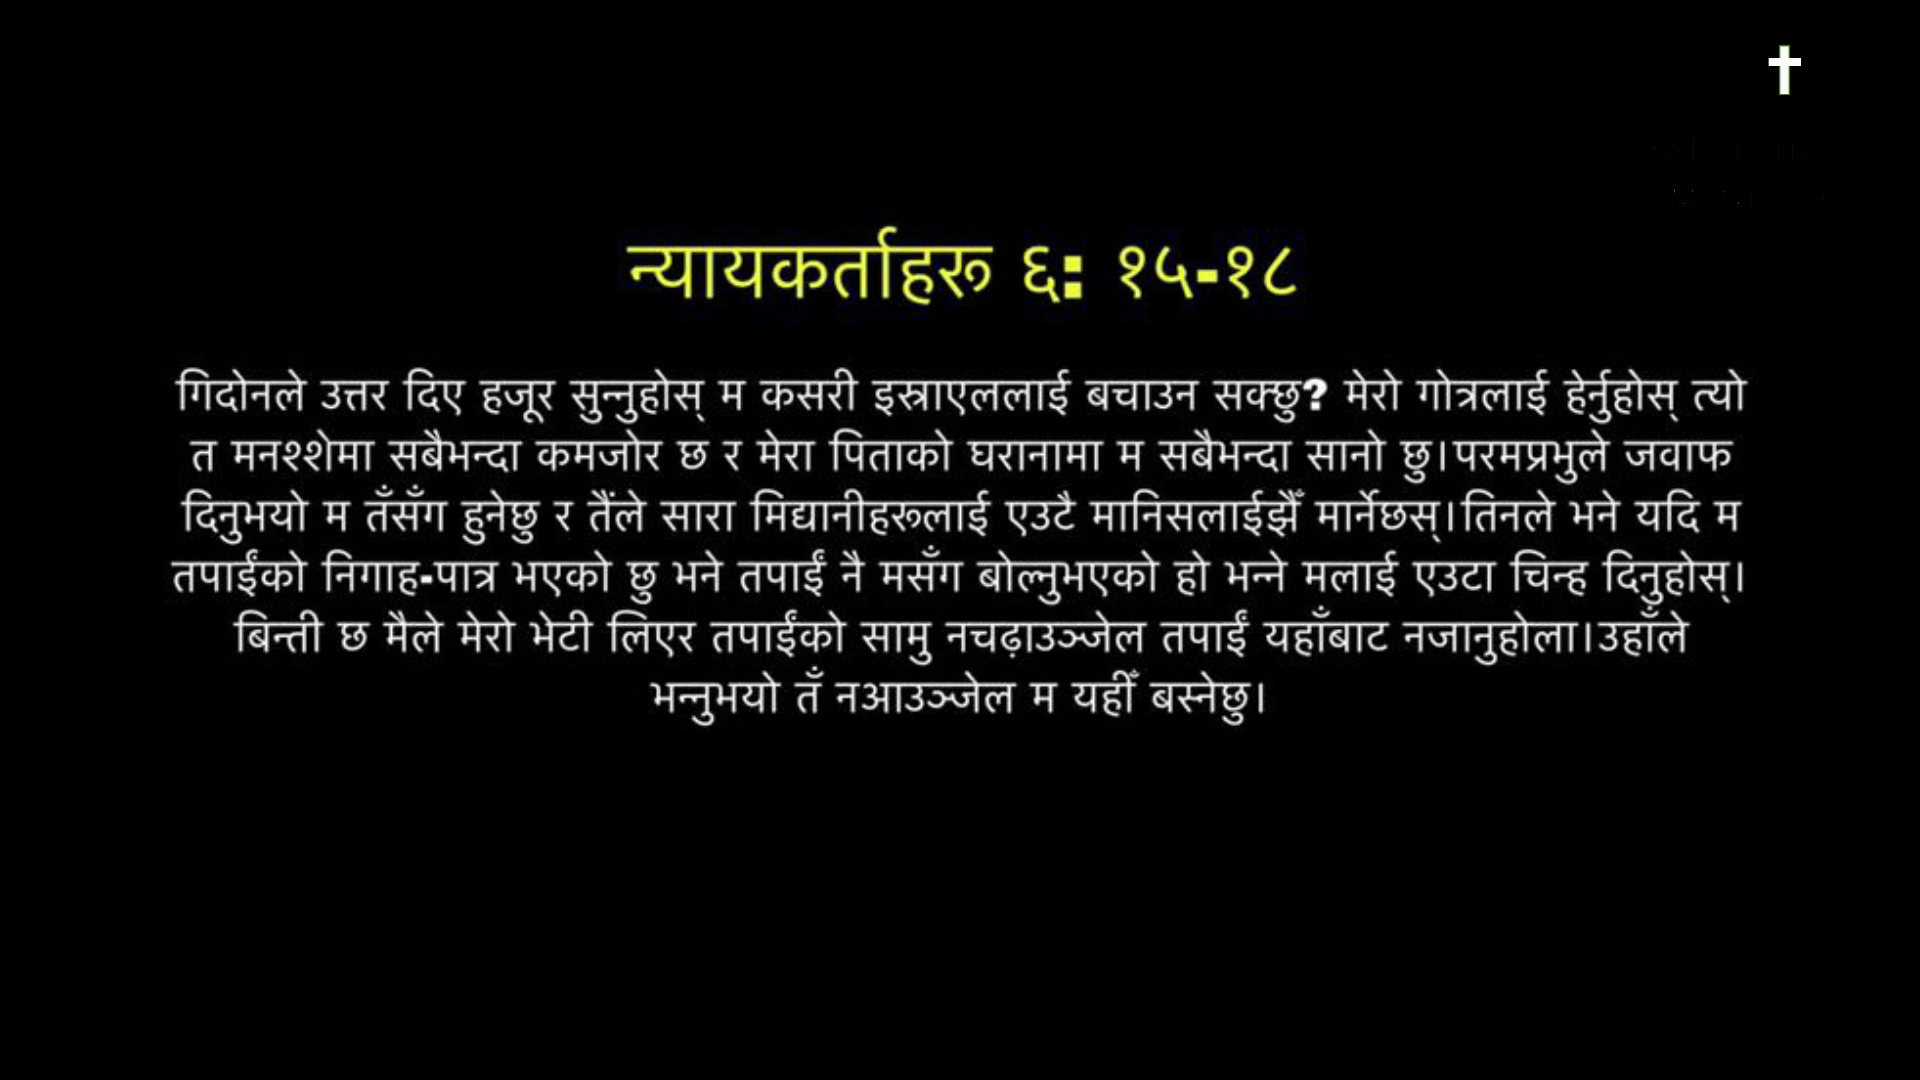 न्यायकर्ताहरू ६: १५-१८
गिदोनले उत्तर दिए हजूर सुन्नुहोस् म कसरी इस्राएललाई बचाउन सक्छु? मेरो गोत्रलाई हेर्नुहोस् त्यो
त मनश्शेमा सबैभन्दा कमजोर छ र मेरा पिताको घरानामा म सबैभन्दा सानो छु।परमप्रभुले जवाफ
दिनुभयो म तँसँग हुनेछु र तैंले सारा मिद्यानीहरूलाई एउटै मानिसलाईझैँ मार्नेछस्।तिनले भने यदि म
तपाईंको निगाह-पात्र भएको छु भने तपाईं नै मसँग बोल्नुभएको हो भन्ने मलाई एउटा चिन्ह दिनुहोस्।
बिन्ती छ मैले मेरो भेटी लिएर तपाईंको सामु नचढ़ाउञ्जेल तपाईं यहाँबाट नजानुहोला।उहाँले
भन्नुभयो तँ नआउञ्जेल म यहीँ बस्नेछु।